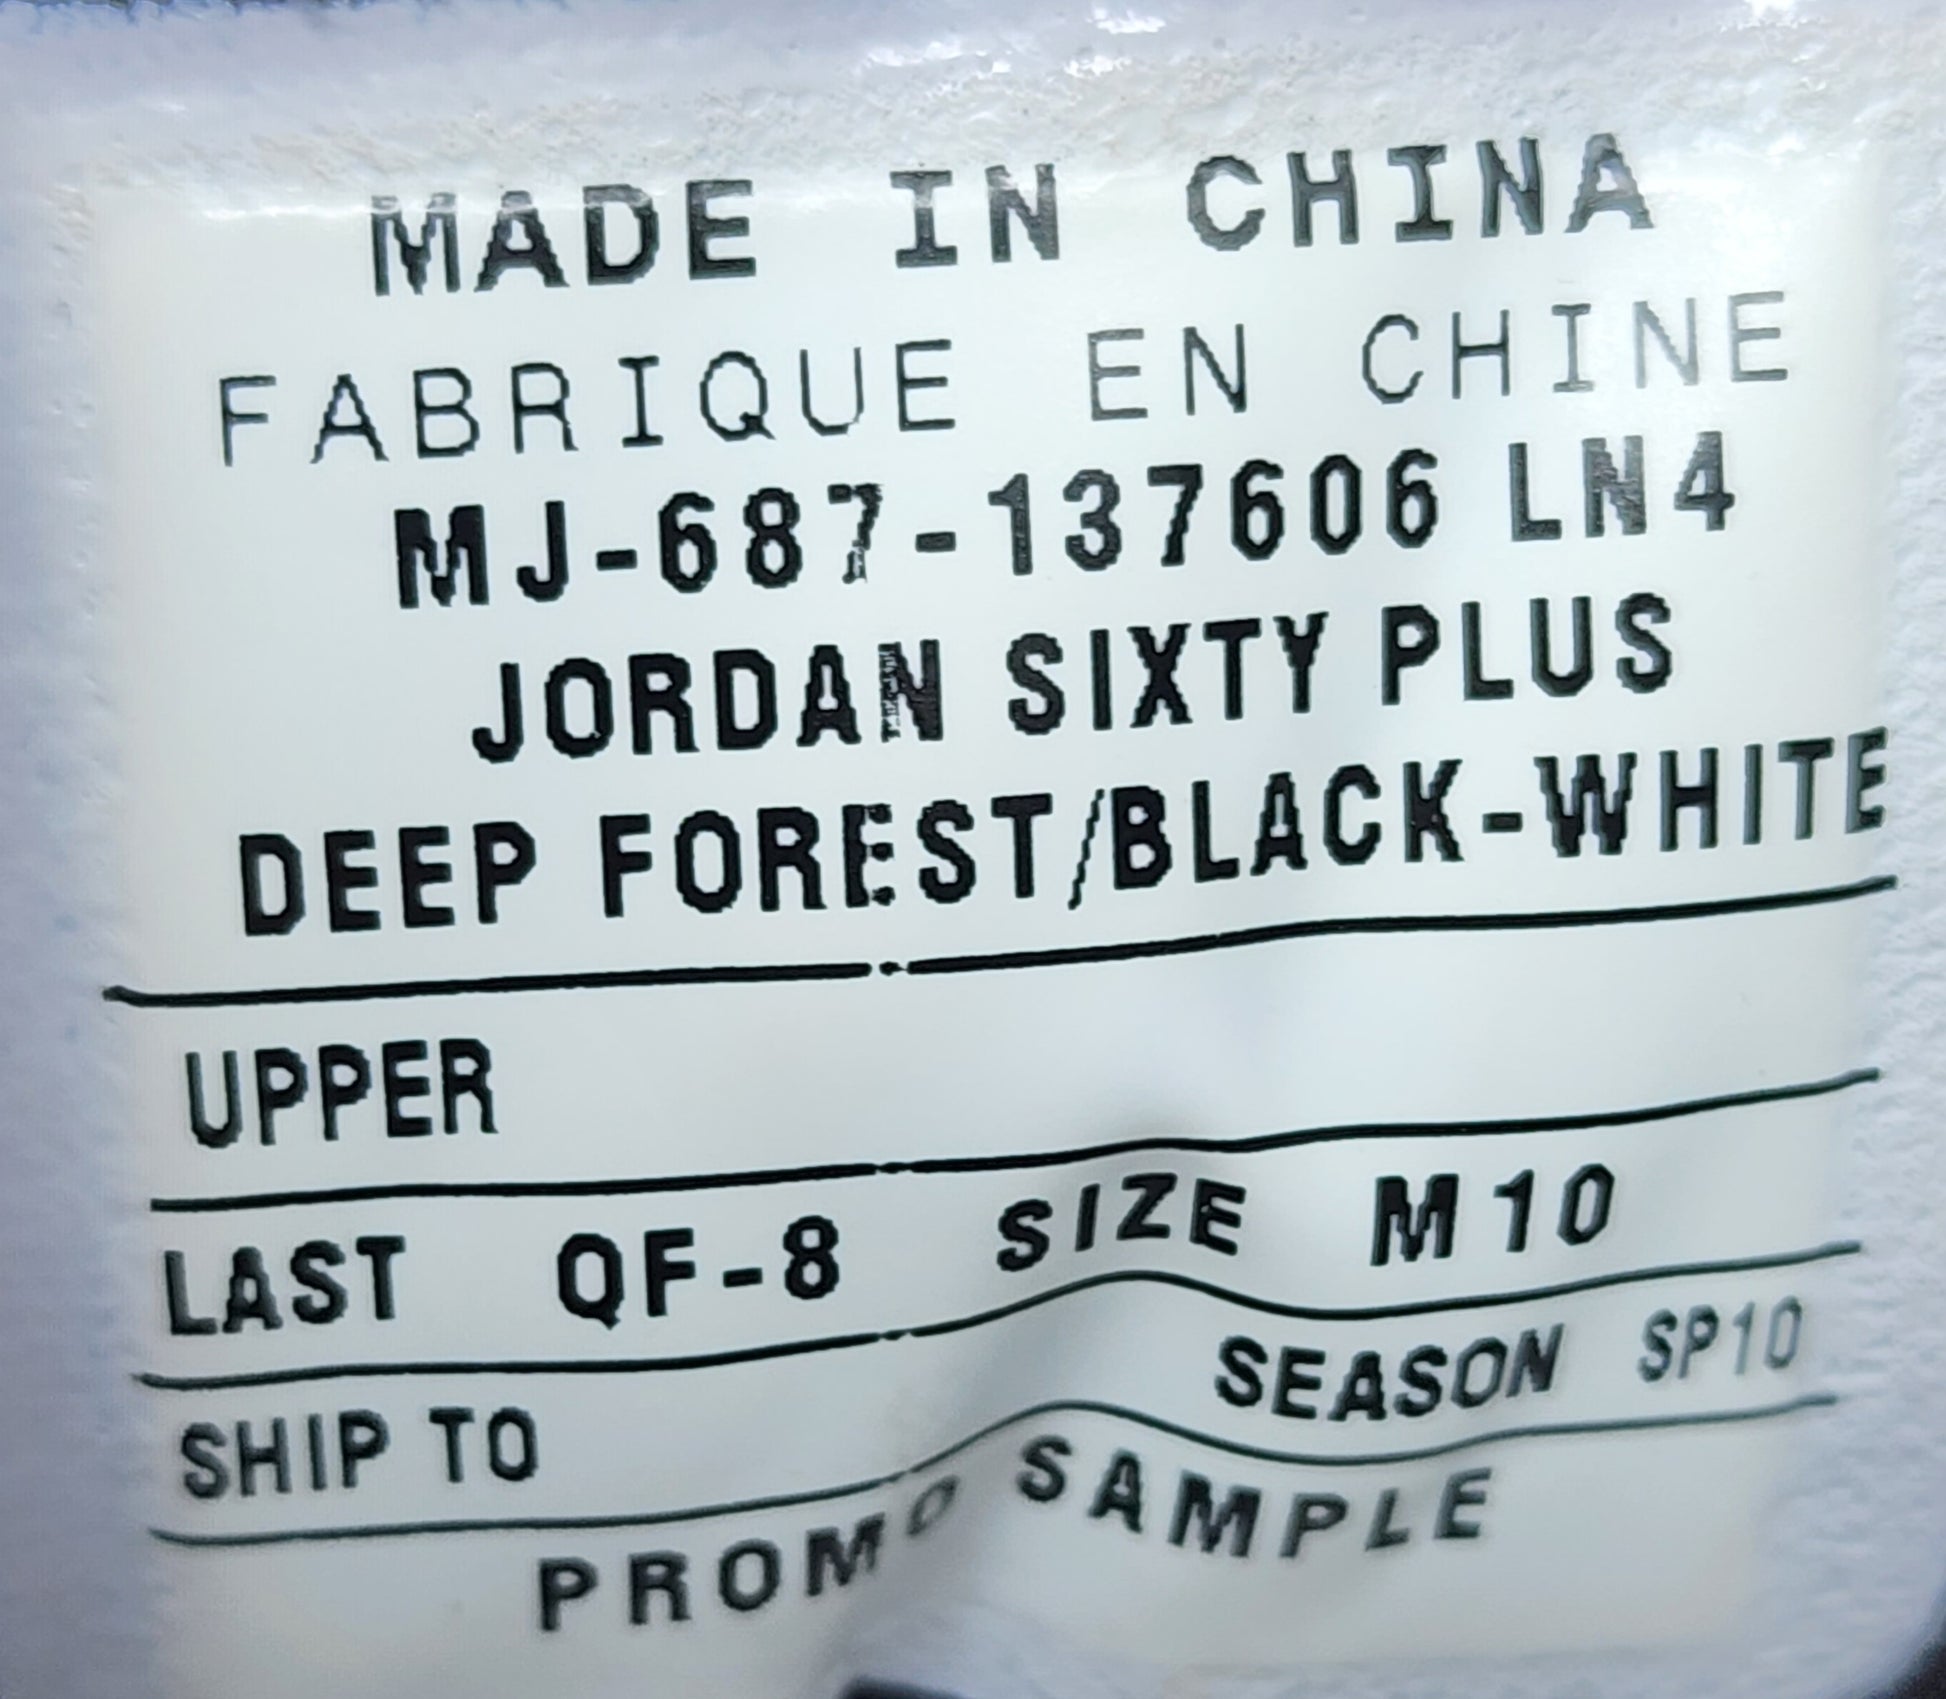 MADE IN CHINA
FABRIQUE EN CHINE
MJ-687-137606 LN4
JORDAN SIXTY PLUS
DEEP FOREST/BLACK-WHITE
UPPER
LAST QF-8 SIZE M10
SHIP TO SEASON SP10
PROMO SAMPLE